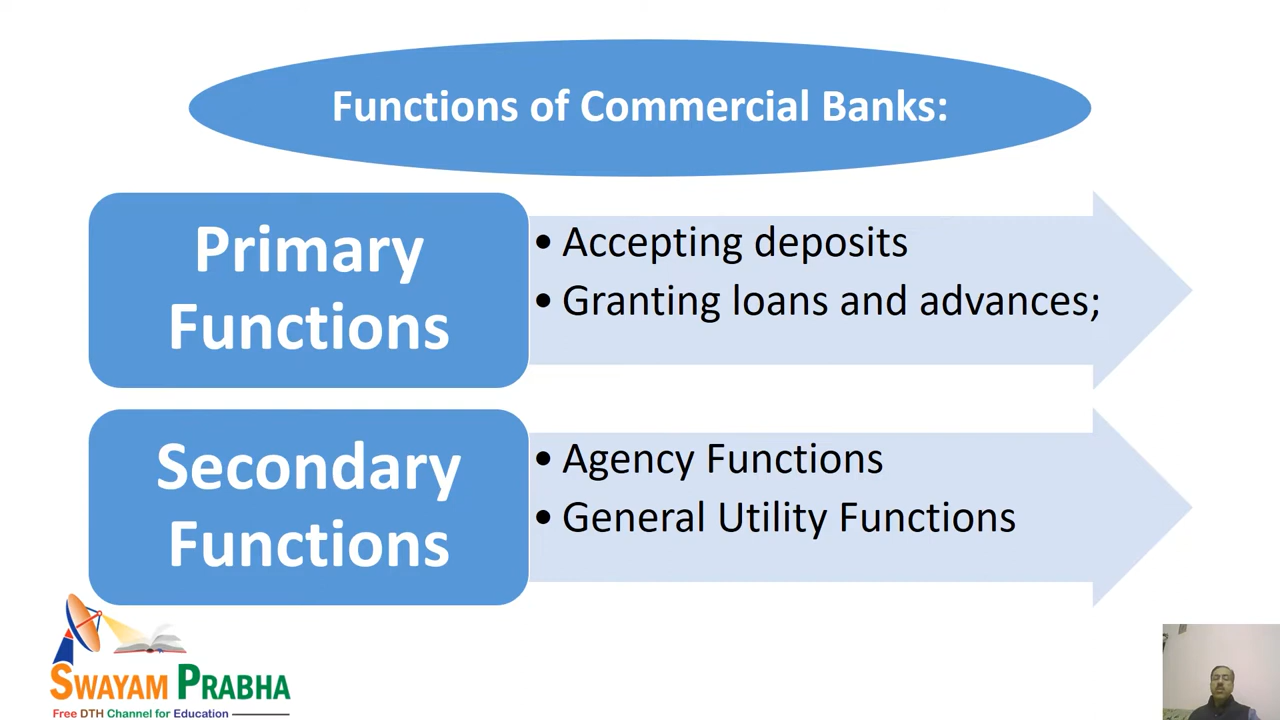 Functions of Commercial Banks:
Primary
Functions
• Accepting deposits
• Granting loans and advances;
Secondary
Functions
• Agency Functions
• General Utility Functions
SWAYAM PRABHA
Free DTH Channel for Education